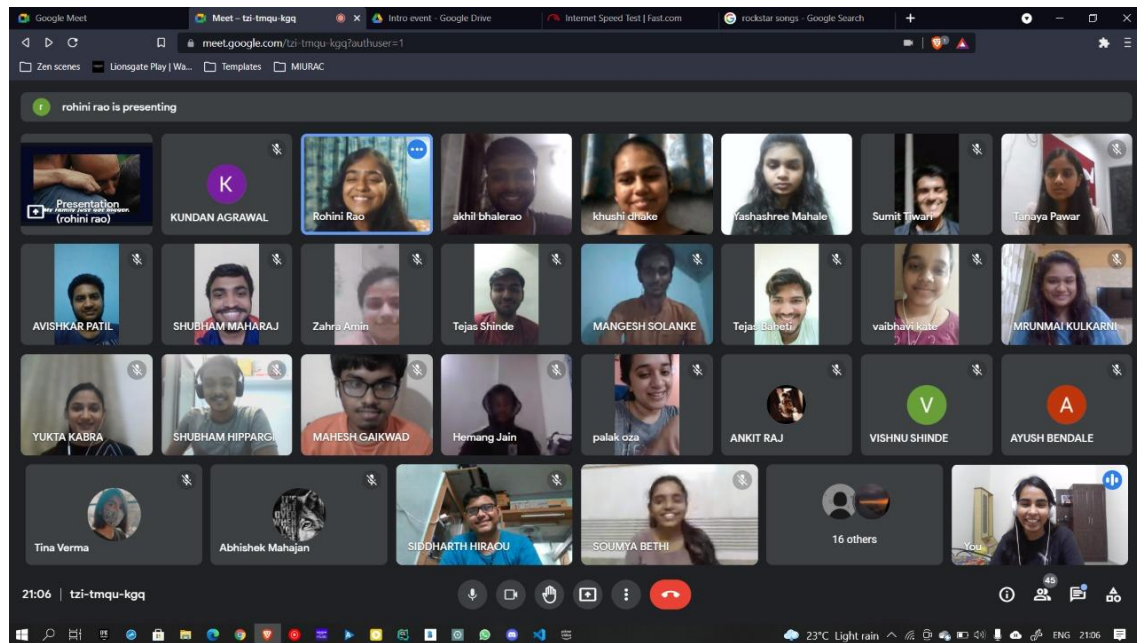 Google Meet
Meet – tzi-tmqu-kgq
Intro event - Google Drive
Internet Speed Test | Fast.com
rockstar songs - Google Search
meet.google.com/tzi-tmqu-kgq?authuser=1
Zen scenes
Lionsgate Play | Wa...
Templates
MIURAC
r rohini rao is presenting
Presentation
My family just got bigger.
(rohini rao)
K
KUNDAN AGRAWAL
Rohini Rao
akhil bhalerao
khushi dhake
Yashashree Mahale
Sumit Tiwari
Tanaya Pawar
AVISHKAR PATIL
SHUBHAM MAHARAJ
Zahra Amin
Tejas Shinde
MANGESH SOLANKE
Tejas Baheti
vaibhavi kate
MRUNMAI KULKARNI
YUKTA KABRA
SHUBHAM HIPPARGI
MAHESH GAIKWAD
Hemang Jain
palak oza
ANKIT RAJ
V
VISHNU SHINDE
A
AYUSH BENDALE
Tina Verma
Abhishek Mahajan
SIDDHARTH HIRAOU
SOUMYA BETHI
16 others
You
21:06 | tzi-tmqu-kgq
45
23°C Light rain
ENG
21:06